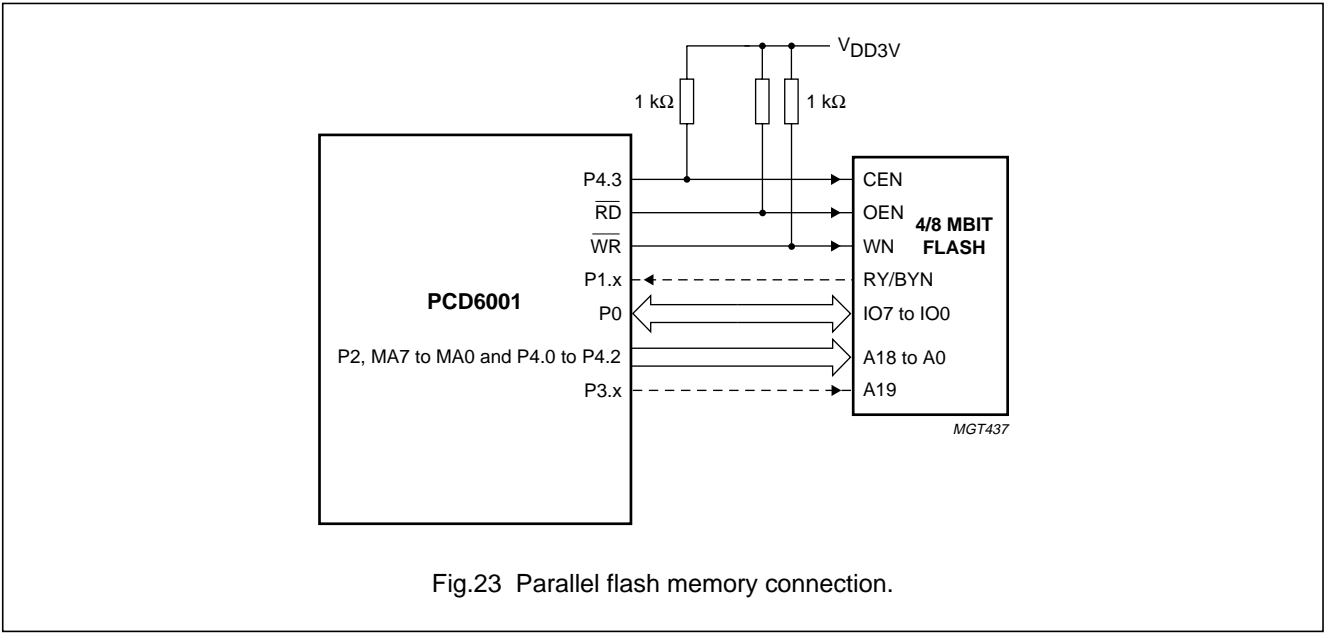 VDD3V
1 kΩ
1 kΩ
P4.3
CEN
RD
OEN
4/8 MBIT
FLASH
WR
WN
P1.x
RY/BYN
PCD6001
P0
IO7 to IO0
P2, MA7 to MA0 and P4.0 to P4.2
A18 to A0
P3.x
A19
MGT437
Fig.23 Parallel flash memory connection.